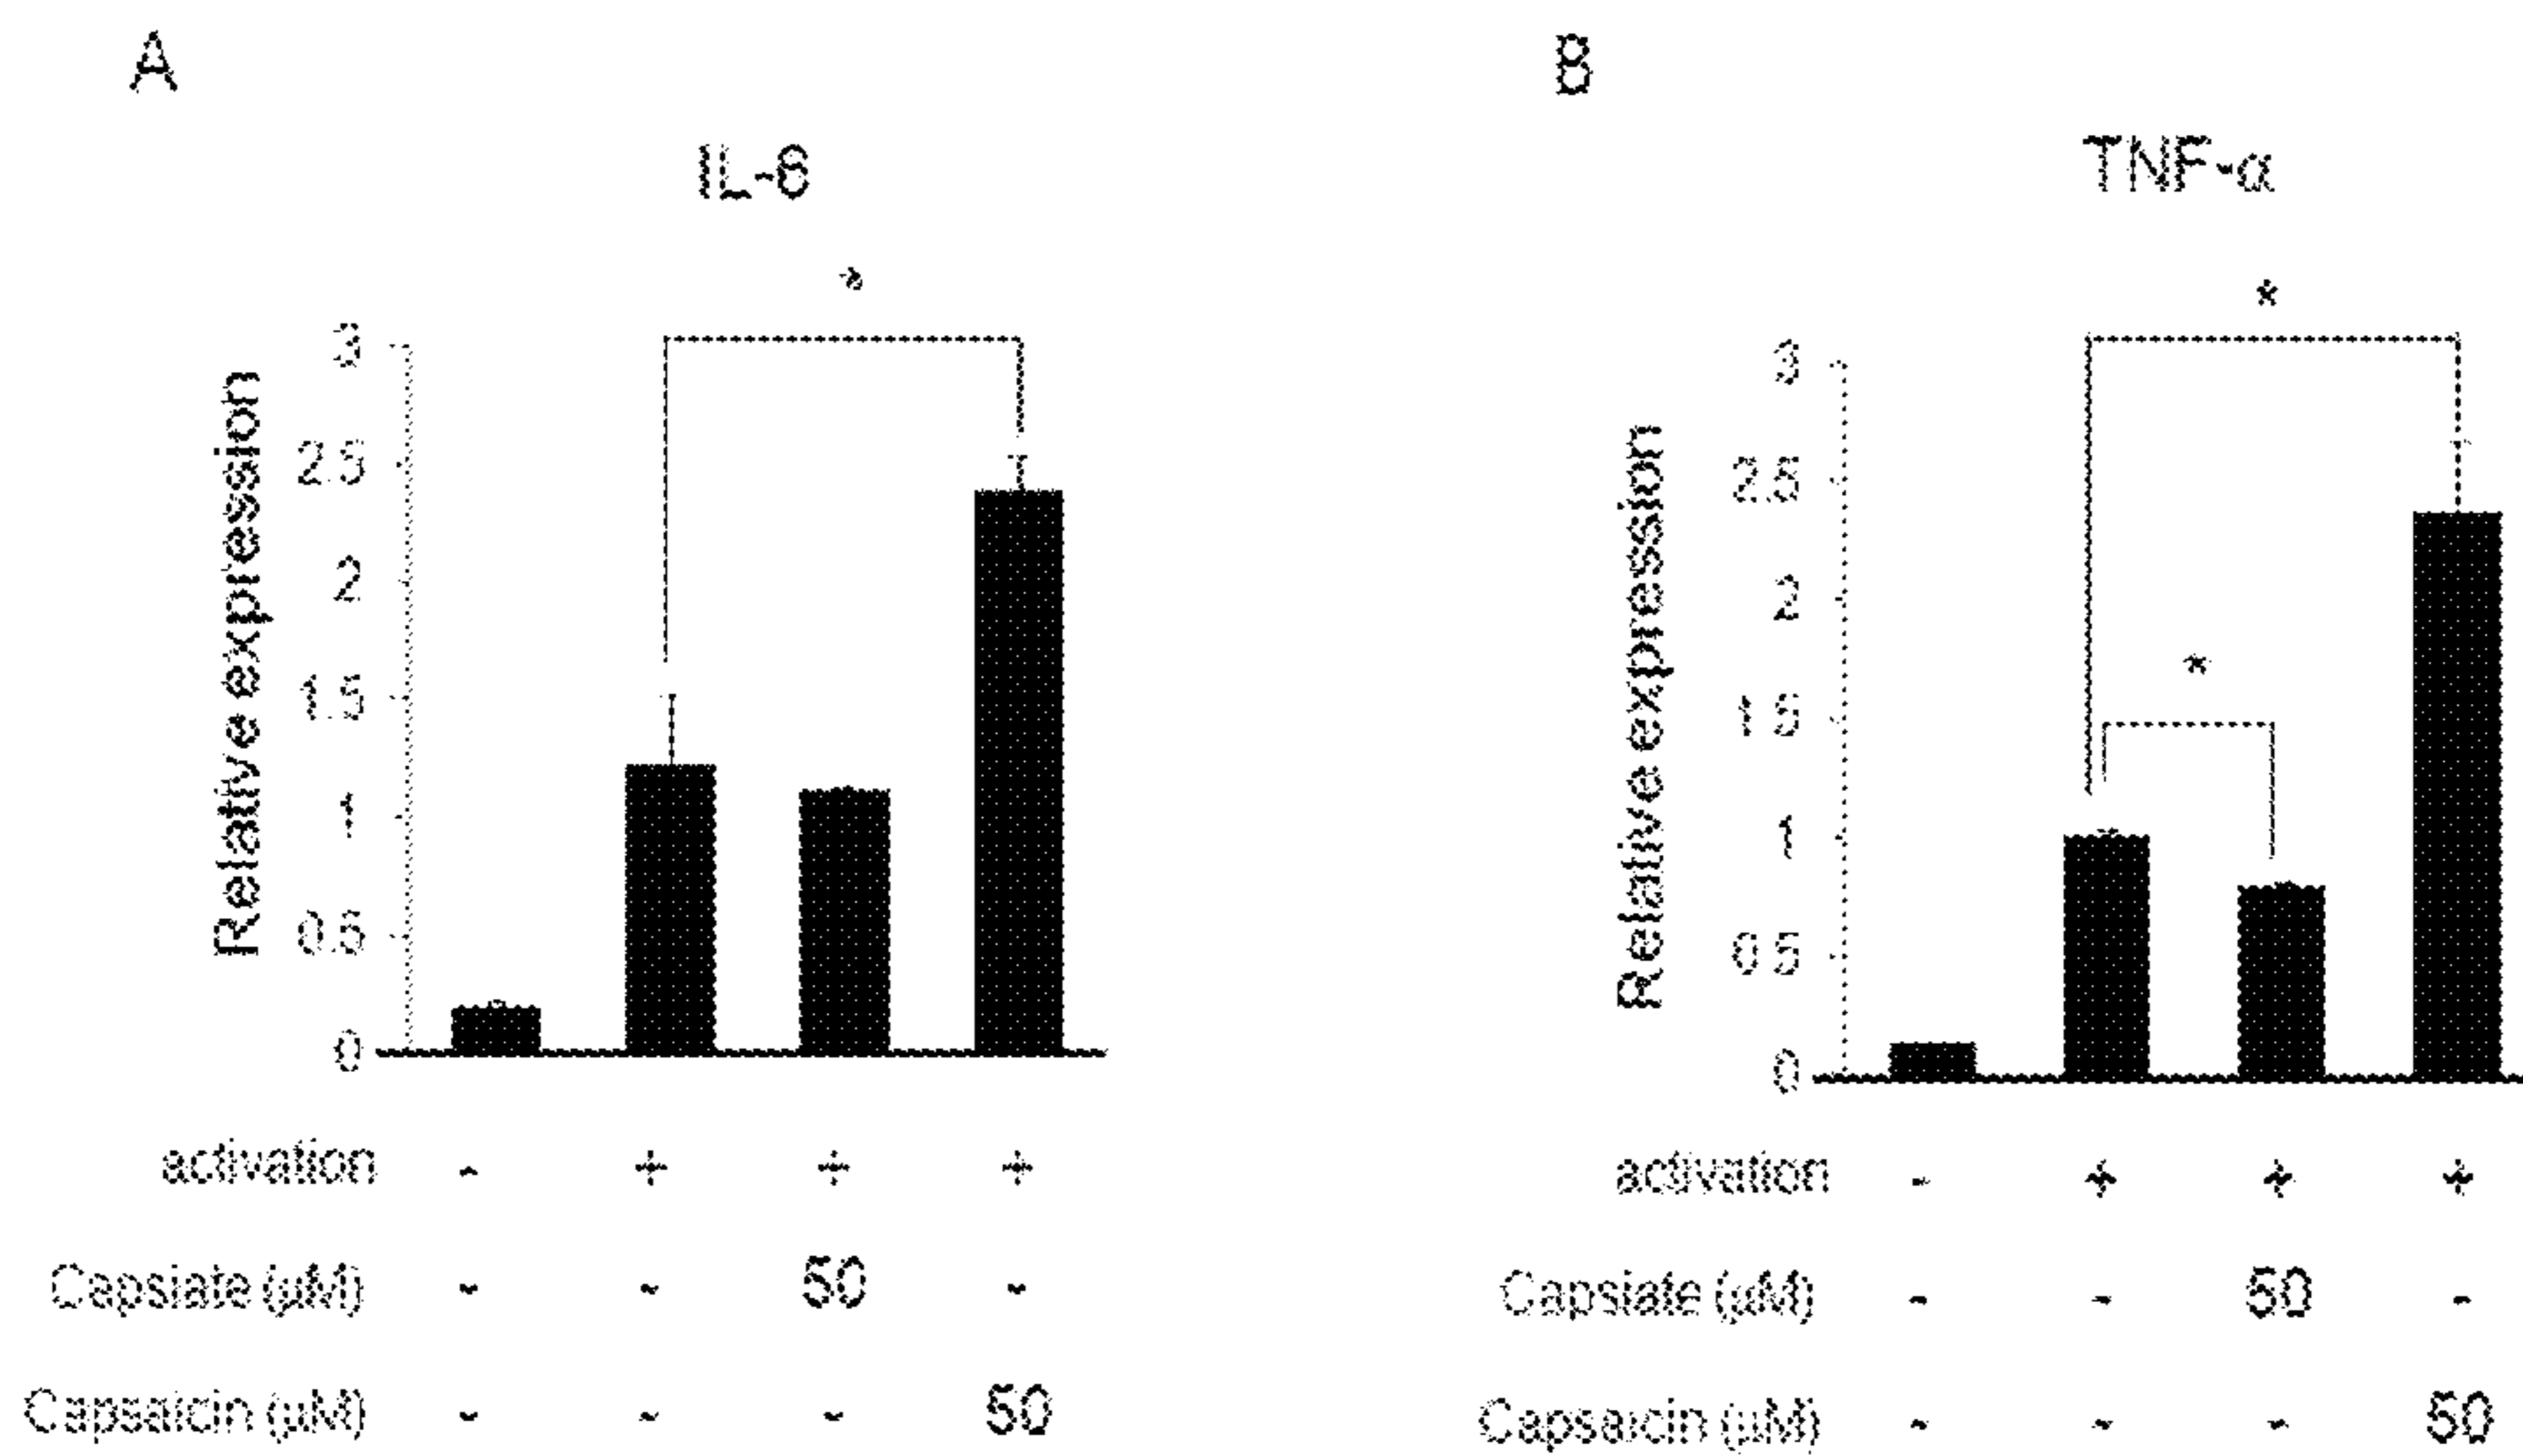 A
IL-6
*
Relative expression
3
2.5
2
1.5
1
0.5
0
activation - + + +
Capsiate (μM) - - 50 -
Capsaicin (μM) - - - 50
B
TNF-α
*
*
Relative expression
3
2.5
2
1.5
1
0.5
0
activation - + + +
Capsiate (μM) - - 50 -
Capsaicin (μM) - - - 50